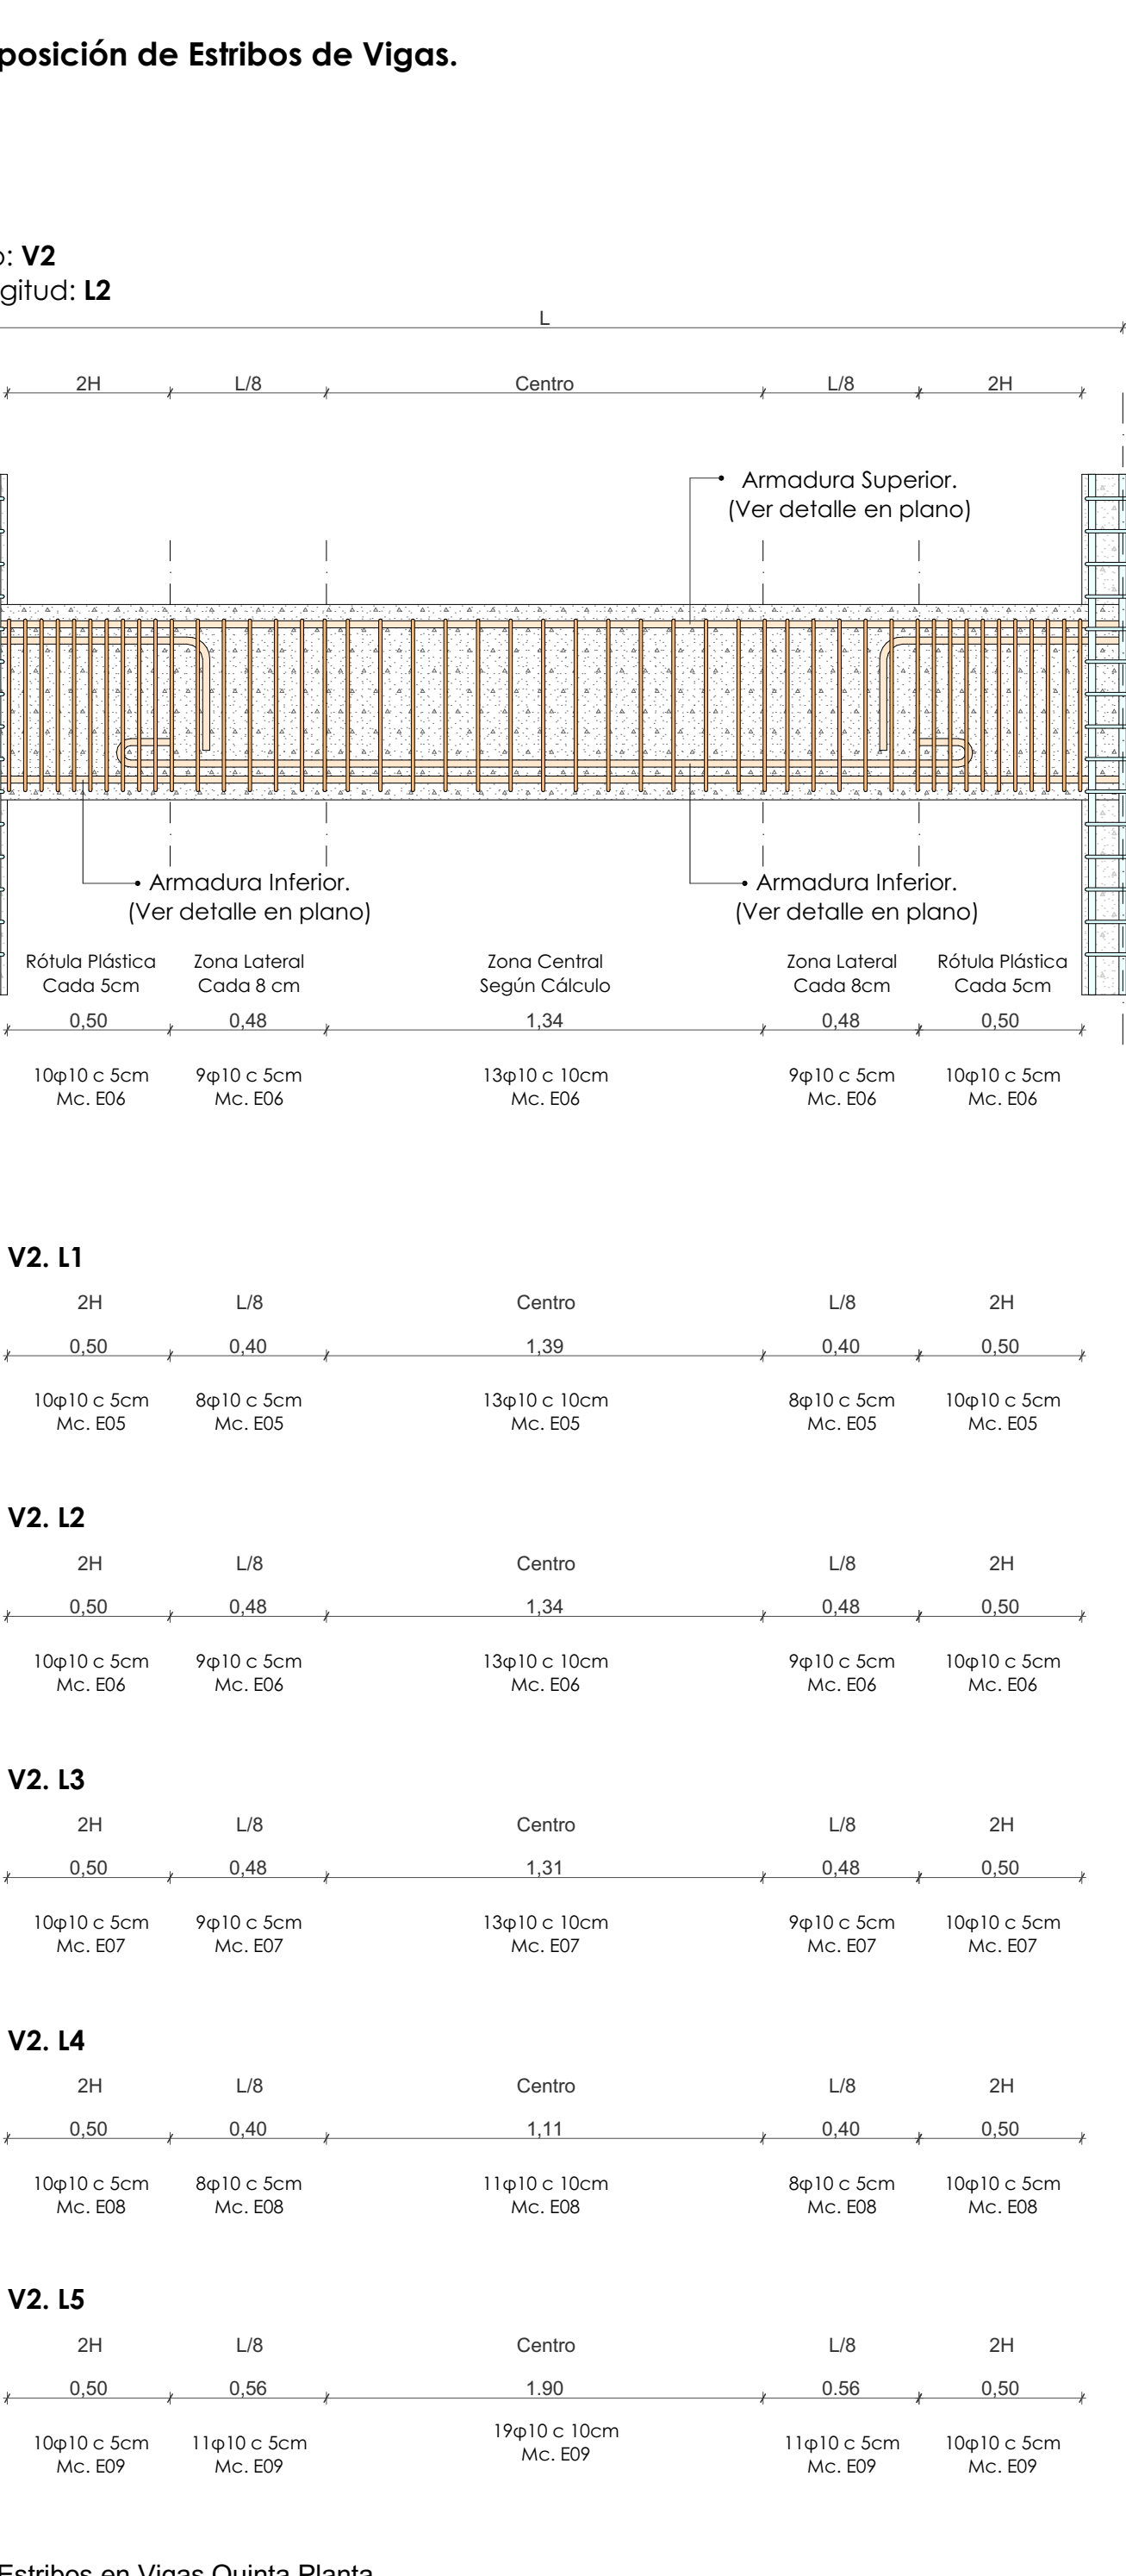 posición de Estribos de Vigas.
o: V2
gitud: L2
L
2H L/8 Centro L/8 2H
Armadura Superior.
(Ver detalle en plano)
Armadura Inferior. Armadura Inferior.
(Ver detalle en plano) (Ver detalle en plano)
Rótula Plástica Zona Lateral Zona Central Zona Lateral Rótula Plástica
Cada 5cm Cada 8 cm Según Cálculo Cada 8cm Cada 5cm
0,50 0,48 1,34 0,48 0,50
10φ10 c 5cm 9φ10 c 5cm 13φ10 c 10cm 9φ10 c 5cm 10φ10 c 5cm
Mc. E06 Mc. E06 Mc. E06 Mc. E06 Mc. E06
V2. L1
2H L/8 Centro L/8 2H
0,50 0,40 1,39 0,40 0,50
10φ10 c 5cm 8φ10 c 5cm 13φ10 c 10cm 8φ10 c 5cm 10φ10 c 5cm
Mc. E05 Mc. E05 Mc. E05 Mc. E05 Mc. E05
V2. L2
2H L/8 Centro L/8 2H
0,50 0,48 1,34 0,48 0,50
10φ10 c 5cm 9φ10 c 5cm 13φ10 c 10cm 9φ10 c 5cm 10φ10 c 5cm
Mc. E06 Mc. E06 Mc. E06 Mc. E06 Mc. E06
V2. L3
2H L/8 Centro L/8 2H
0,50 0,48 1,31 0,48 0,50
10φ10 c 5cm 9φ10 c 5cm 13φ10 c 10cm 9φ10 c 5cm 10φ10 c 5cm
Mc. E07 Mc. E07 Mc. E07 Mc. E07 Mc. E07
V2. L4
2H L/8 Centro L/8 2H
0,50 0,40 1,11 0,40 0,50
10φ10 c 5cm 8φ10 c 5cm 11φ10 c 10cm 8φ10 c 5cm 10φ10 c 5cm
Mc. E08 Mc. E08 Mc. E08 Mc. E08 Mc. E08
V2. L5
2H L/8 Centro L/8 2H
0,50 0,56 1.90 0.56 0,50
10φ10 c 5cm 11φ10 c 5cm 19φ10 c 10cm 11φ10 c 5cm 10φ10 c 5cm
Mc. E09 Mc. E09 Mc. E09 Mc. E09 Mc. E09
Estribos en Vigas Quinta Planta